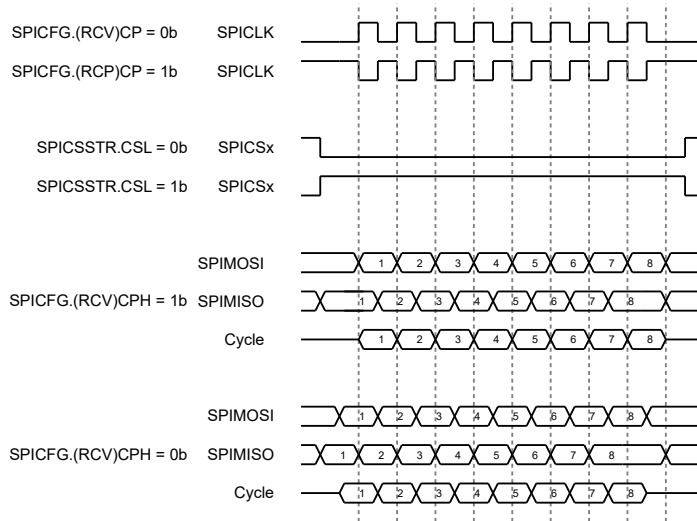 SPICFG.(RCV)CP = 0b SPICLK
SPICFG.(RCP)CP = 1b SPICLK
SPICSSTR.CSL = 0b SPICSx
SPICSSTR.CSL = 1b SPICSx
SPIMOSI 1 2 3 4 5 6 7 8
SPICFG.(RCV)CPH = 1b SPIMISO 1 2 3 4 5 6 7 8
Cycle 1 2 3 4 5 6 7 8
SPIMOSI 1 2 3 4 5 6 7 8
SPICFG.(RCV)CPH = 0b SPIMISO 1 2 3 4 5 6 7 8
Cycle 1 2 3 4 5 6 7 8